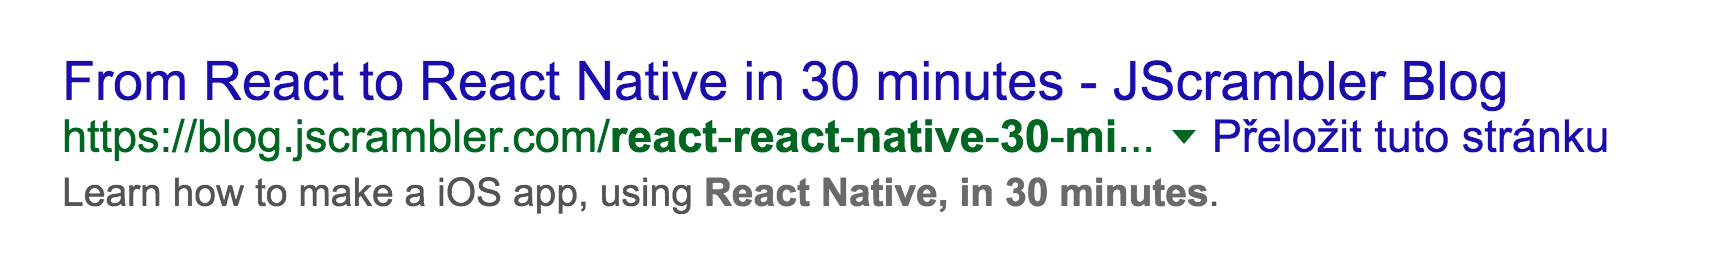 From React to React Native in 30 minutes - JScrambler Blog
https://blog.jscrambler.com/react-react-native-30-mi... Přeložit tuto stránku
Learn how to make a iOS app, using React Native, in 30 minutes.